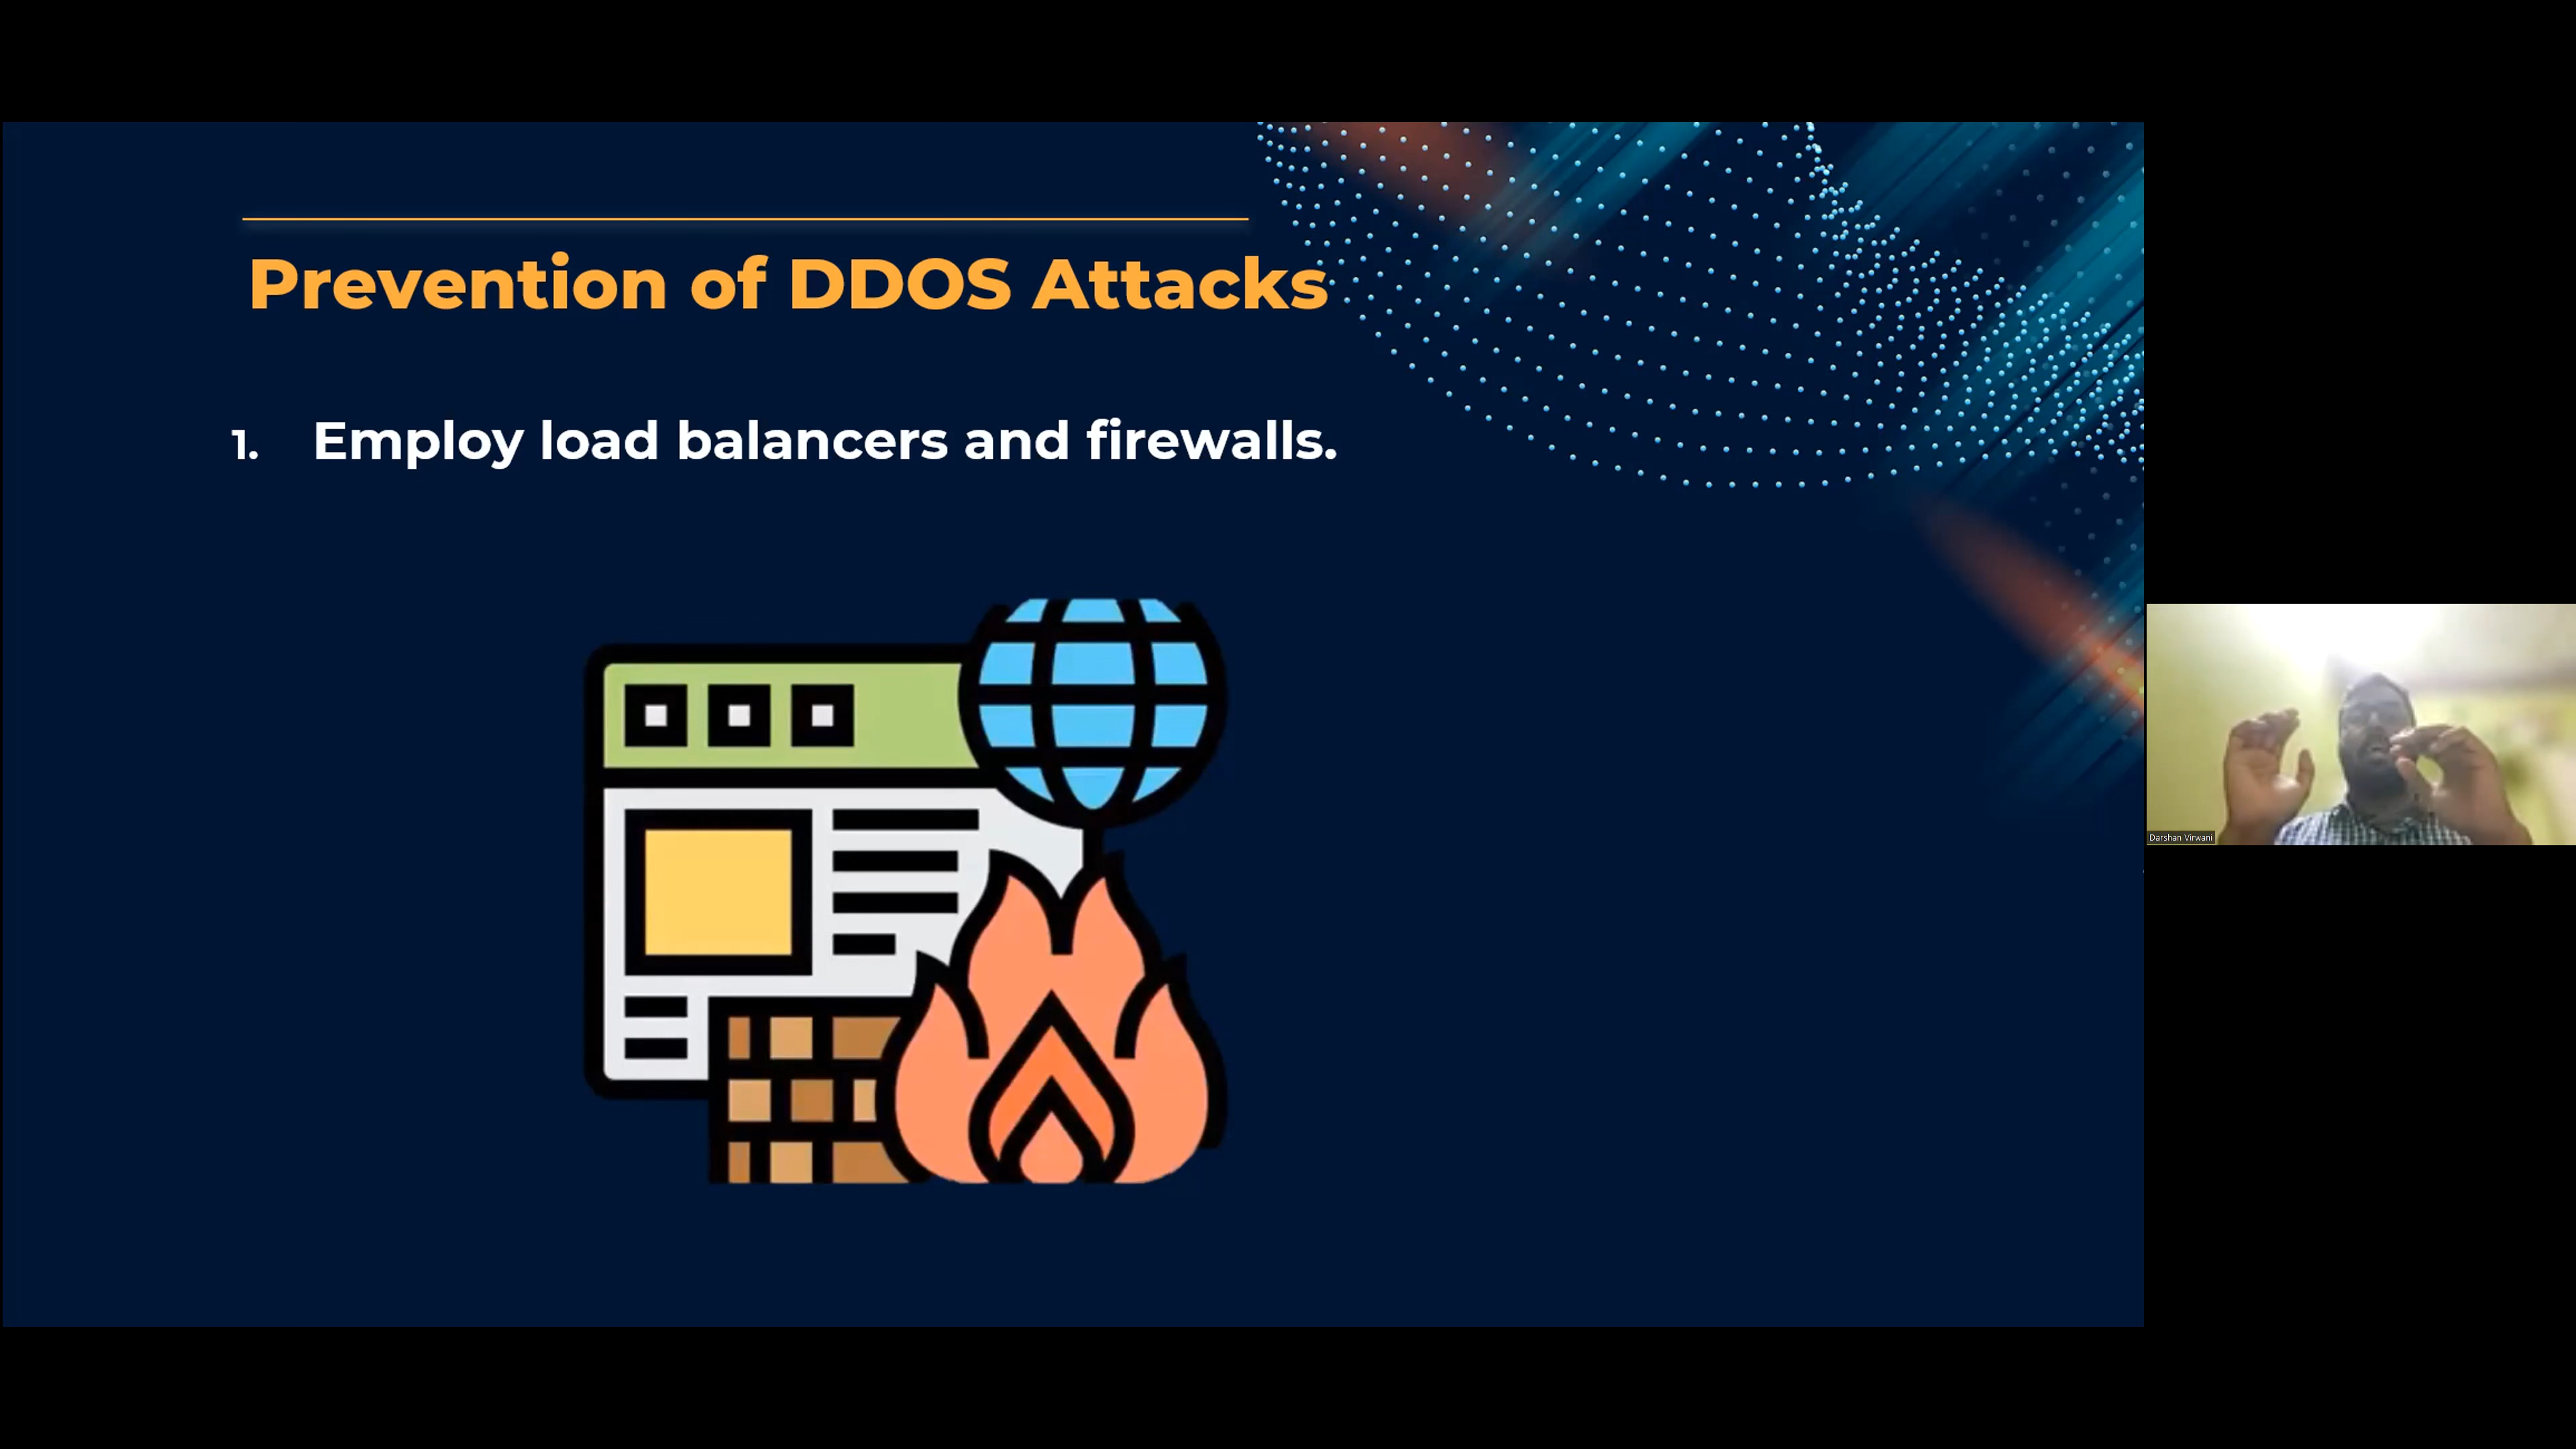 Prevention of DDOS Attacks
1. Employ load balancers and firewalls.
Darshan Virwani